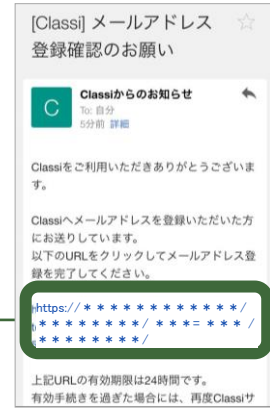 [Classi] メールアドレス
登録確認のお願い
C
Classiからのお知らせ
To: 自分
5分前 詳細
Classiをご利用いただきありがとうございま
す。
Classiへメールアドレスを登録いただいた方
にお送りしています。
以下のURLをクリックしてメールアドレス登
録を完了してください。
https://＊＊＊＊＊＊＊＊＊＊＊＊/
＊＊＊＊＊＊＊＊/ ＊＊＊= ＊＊＊ /
＊＊＊＊＊＊＊＊/
上記URLの有効期限は24時間です。
有効手続きを過ぎた場合には、再度Classiサ